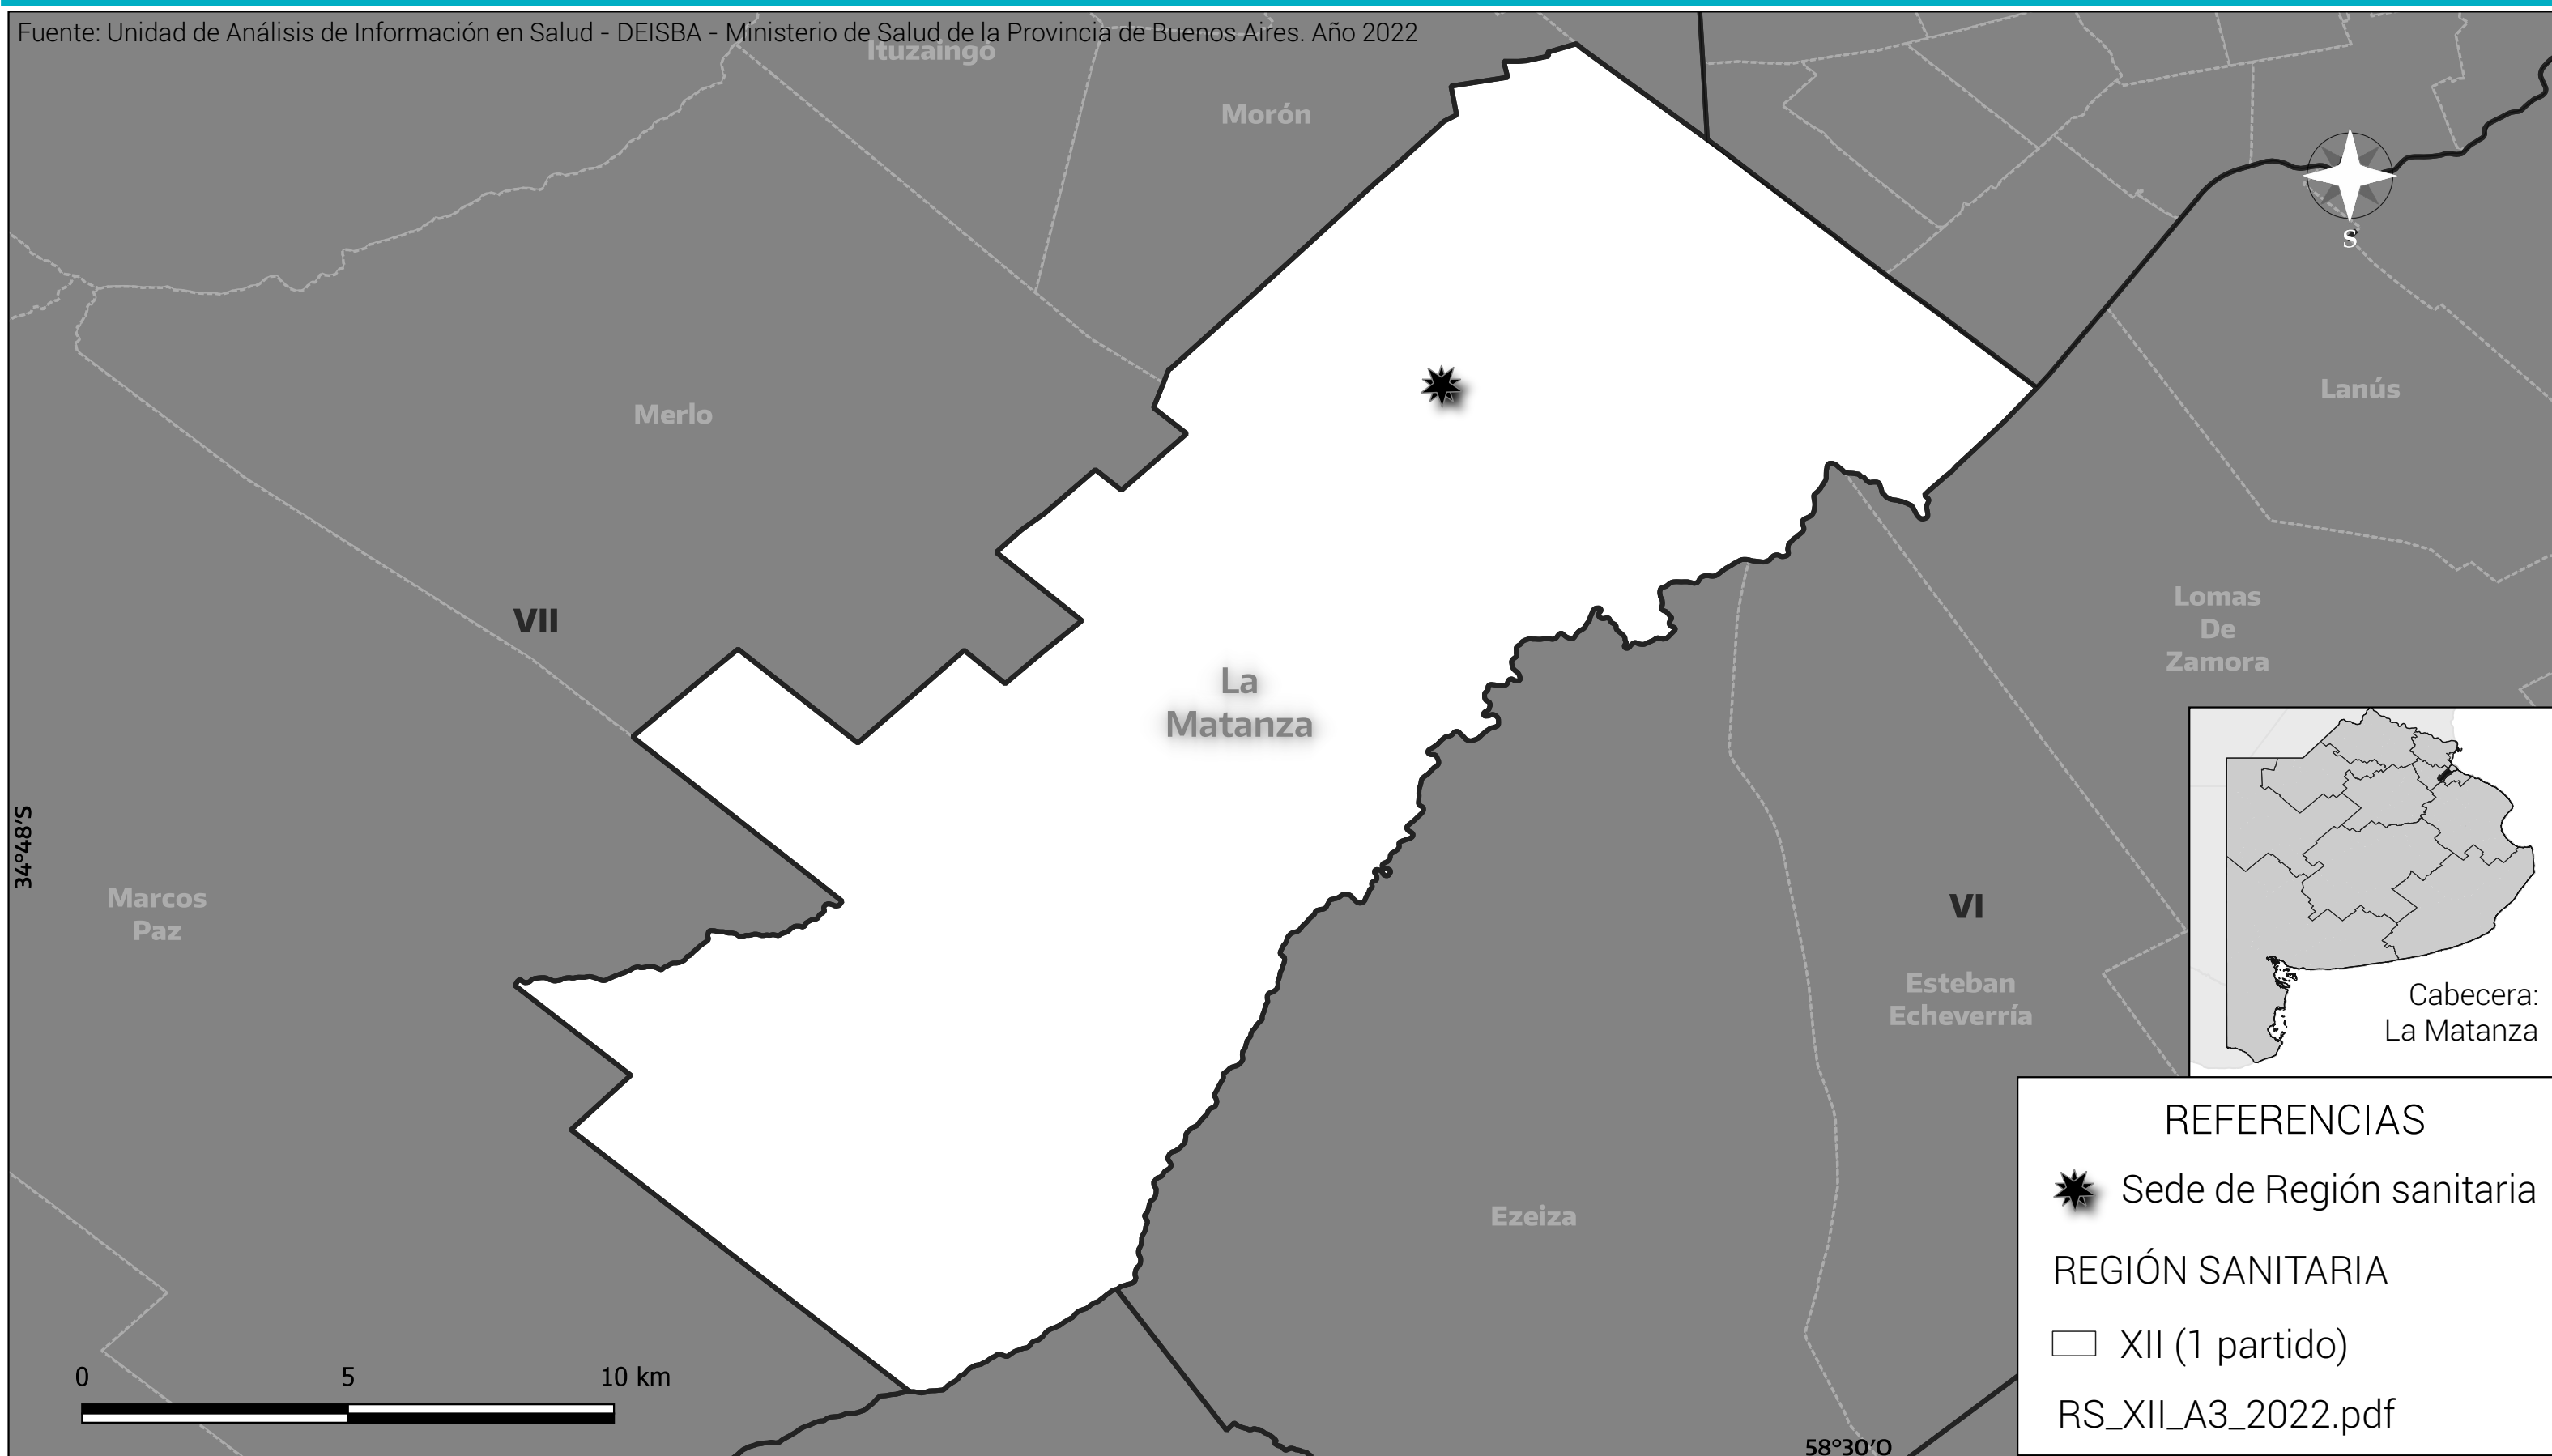 Fuente: Unidad de Análisis de Información en Salud - DEISBA - Ministerio de Salud de la Provincia de Buenos Aires. Año 2022
Ituzaingó
Morón
S
Merlo
Lanús
VII
Lomas
De
Zamora
La
Matanza
34°48'S
Marcos
Paz
VI
Esteban
Echeverría
Cabecera:
La Matanza
Ezeiza
REFERENCIAS
Sede de Región sanitaria
REGIÓN SANITARIA
XII (1 partido)
RS_XII_A3_2022.pdf
0 5 10 km
58°30'O